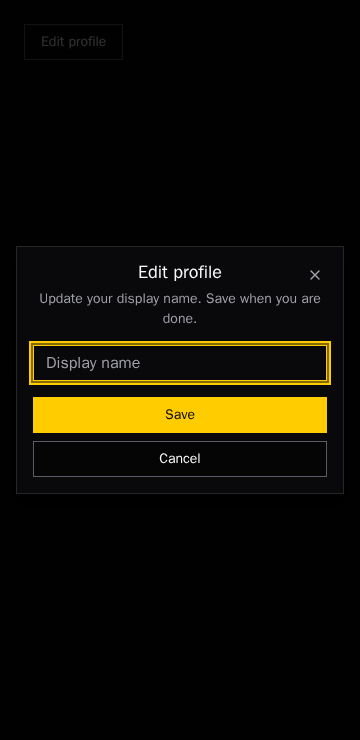 Edit profile
Edit profile
Update your display name. Save when you are
done.
Display name
Save
Cancel